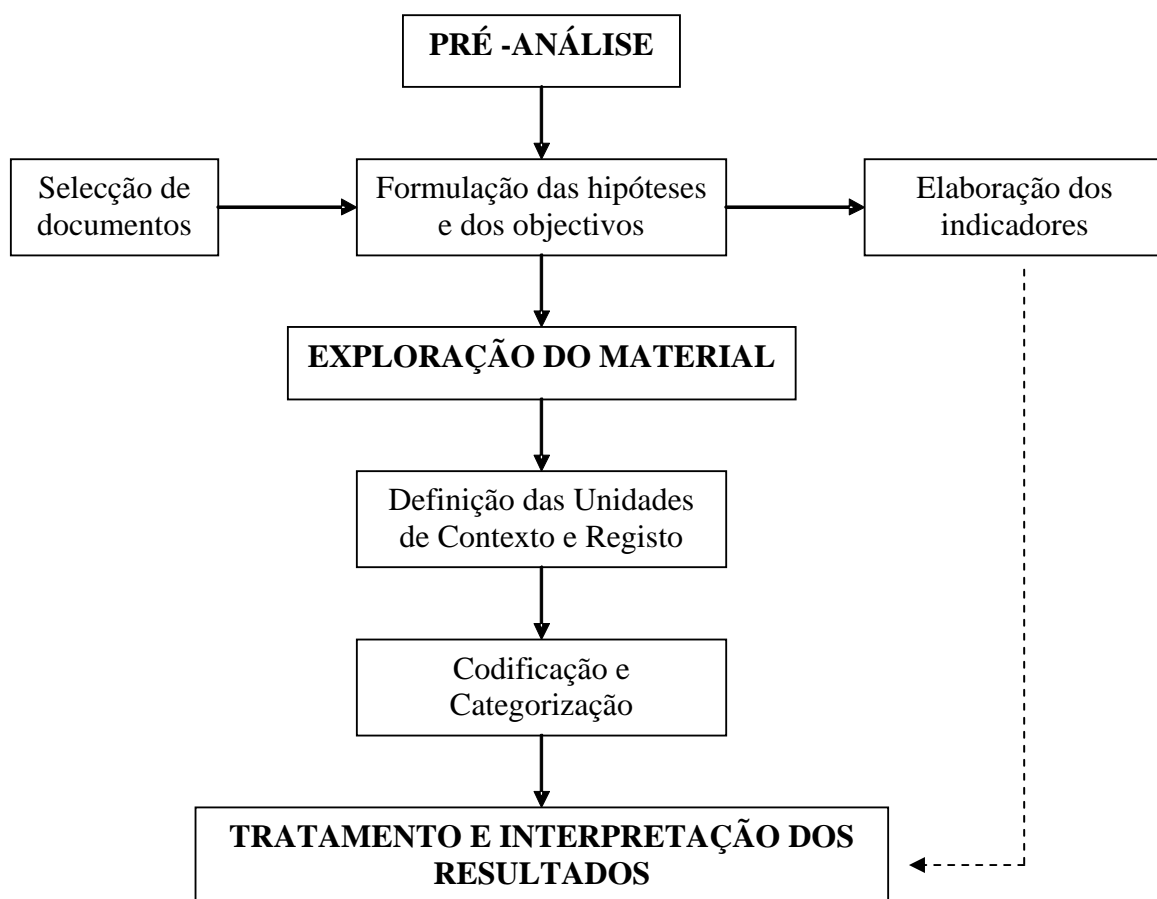 PRÉ -ANÁLISE
Selecção de
documentos
Formulação das hipóteses
e dos objectivos
Elaboração dos
indicadores
EXPLORAÇÃO DO MATERIAL
Definição das Unidades
de Contexto e Registo
Codificação e
Categorização
TRATAMENTO E INTERPRETAÇÃO DOS
RESULTADOS